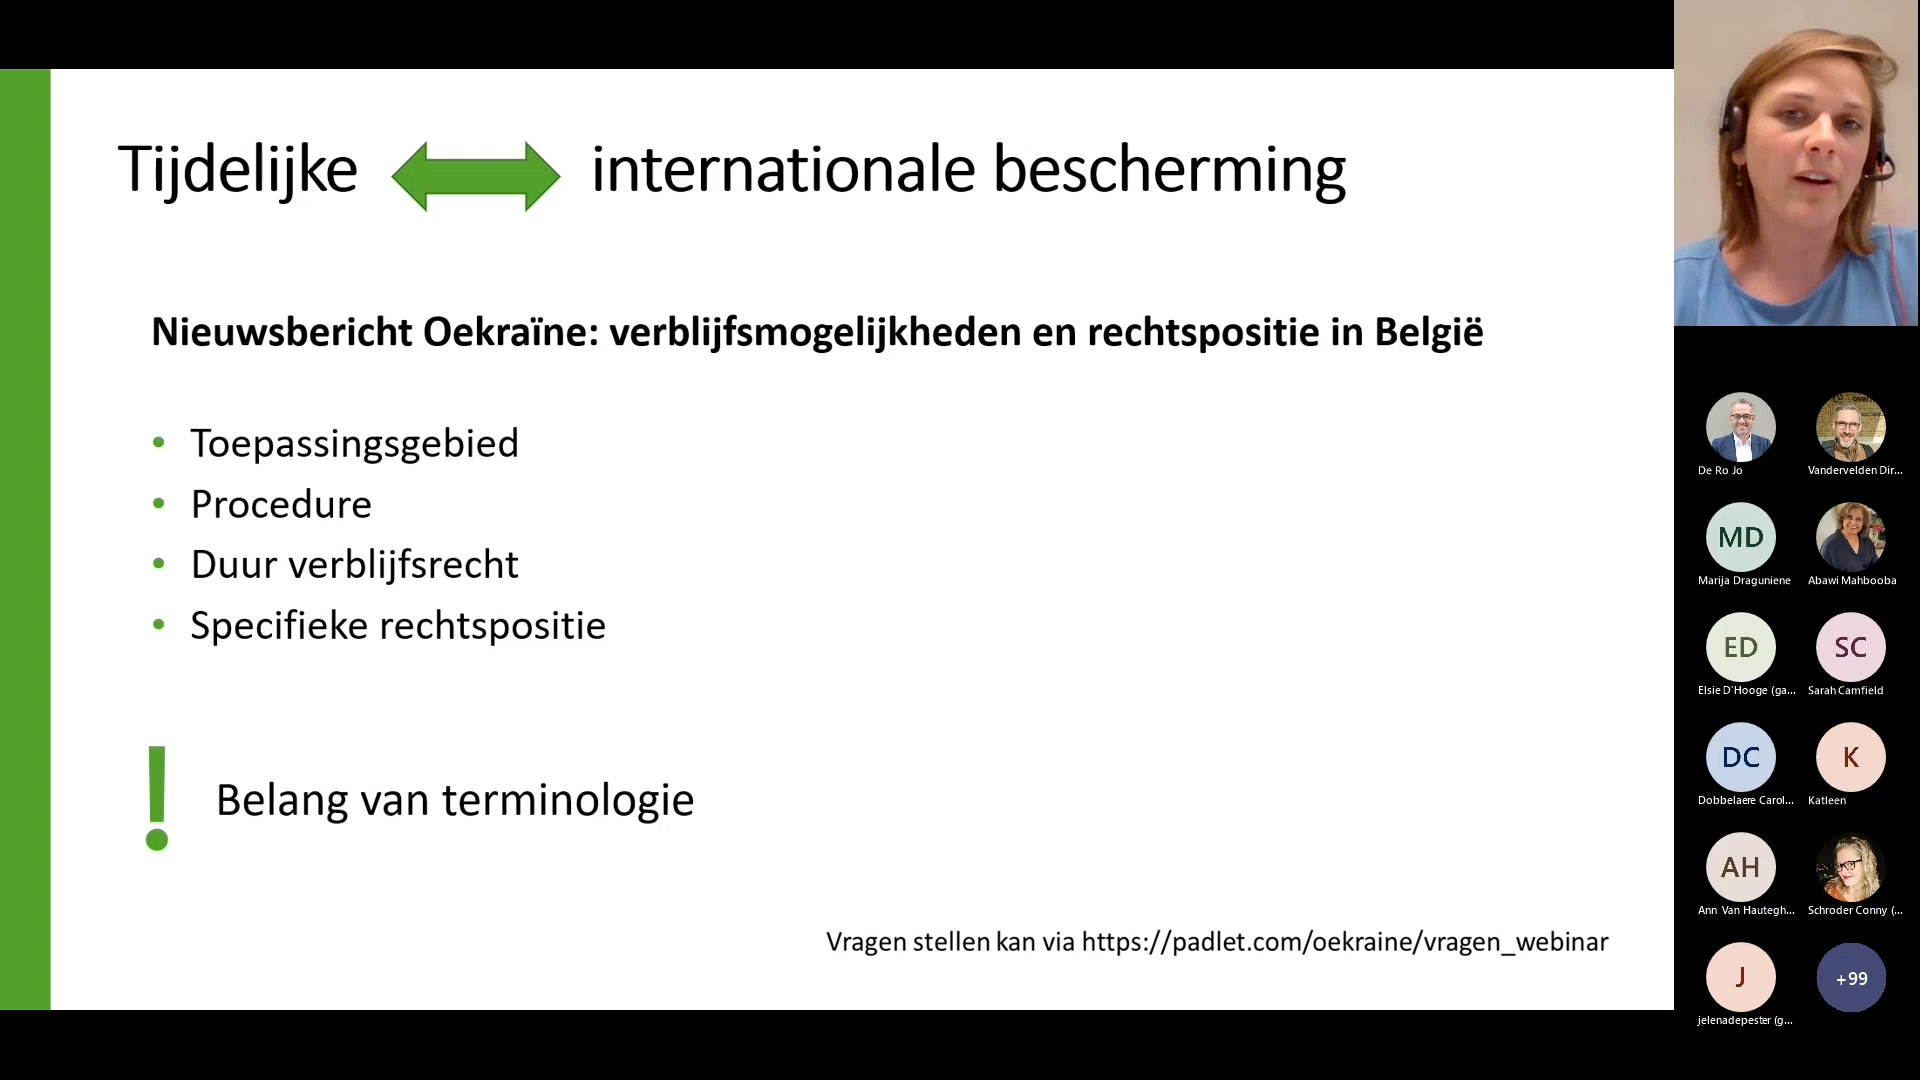 Tijdelijke internationale bescherming
Nieuwsbericht Oekraïne: verblijfsmogelijkheden en rechtspositie in België
• Toepassingsgebied
• Procedure
• Duur verblijfsrecht
• Specifieke rechtspositie
! Belang van terminologie
Vragen stellen kan via https://padlet.com/oekraine/vragen_webinar
De Ro Jo
Vandervelden Dir...
MD
Marija Draguniene
Abawi Mahbooba
ED
Elsie D'Hooge (ga...
SC
Sarah Camfield
DC
Dobbelaere Carol...
K
Katleen
AH
Ann Van Hautegh...
Schroder Conny (...
J
jelenadepester (g...
+99